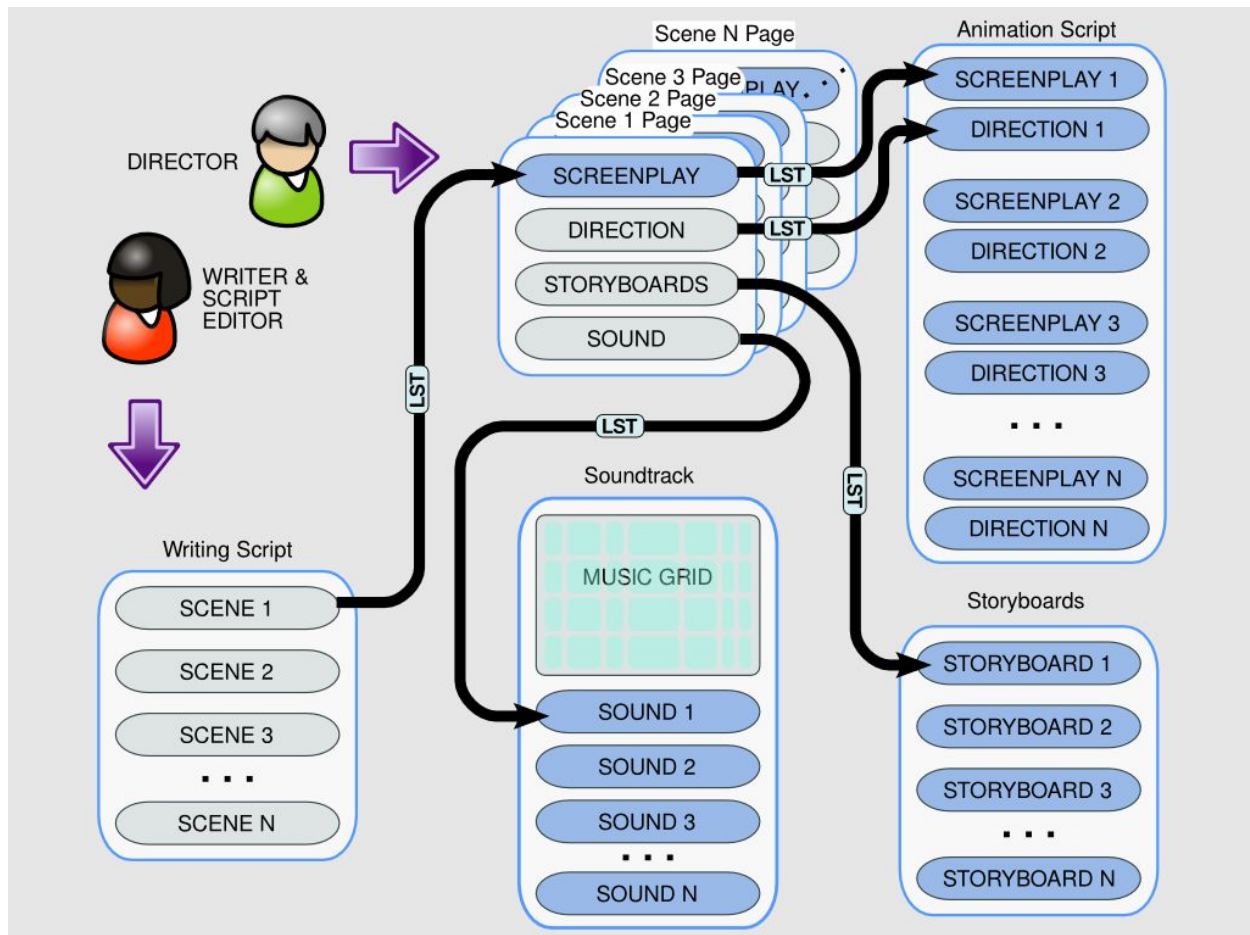 Scene N Page
PLAY
Scene 3 Page
Scene 2 Page
Scene 1 Page
SCREENPLAY
DIRECTION
STORYBOARDS
SOUND
DIRECTOR
WRITER &
SCRIPT
EDITOR
LST
LST
LST
LST
LST
Animation Script
SCREENPLAY 1
DIRECTION 1
SCREENPLAY 2
DIRECTION 2
SCREENPLAY 3
DIRECTION 3
. . .
SCREENPLAY N
DIRECTION N
Writing Script
SCENE 1
SCENE 2
SCENE 3
. . .
SCENE N
Soundtrack
MUSIC GRID
SOUND 1
SOUND 2
SOUND 3
. . .
SOUND N
Storyboards
STORYBOARD 1
STORYBOARD 2
STORYBOARD 3
. . .
STORYBOARD N